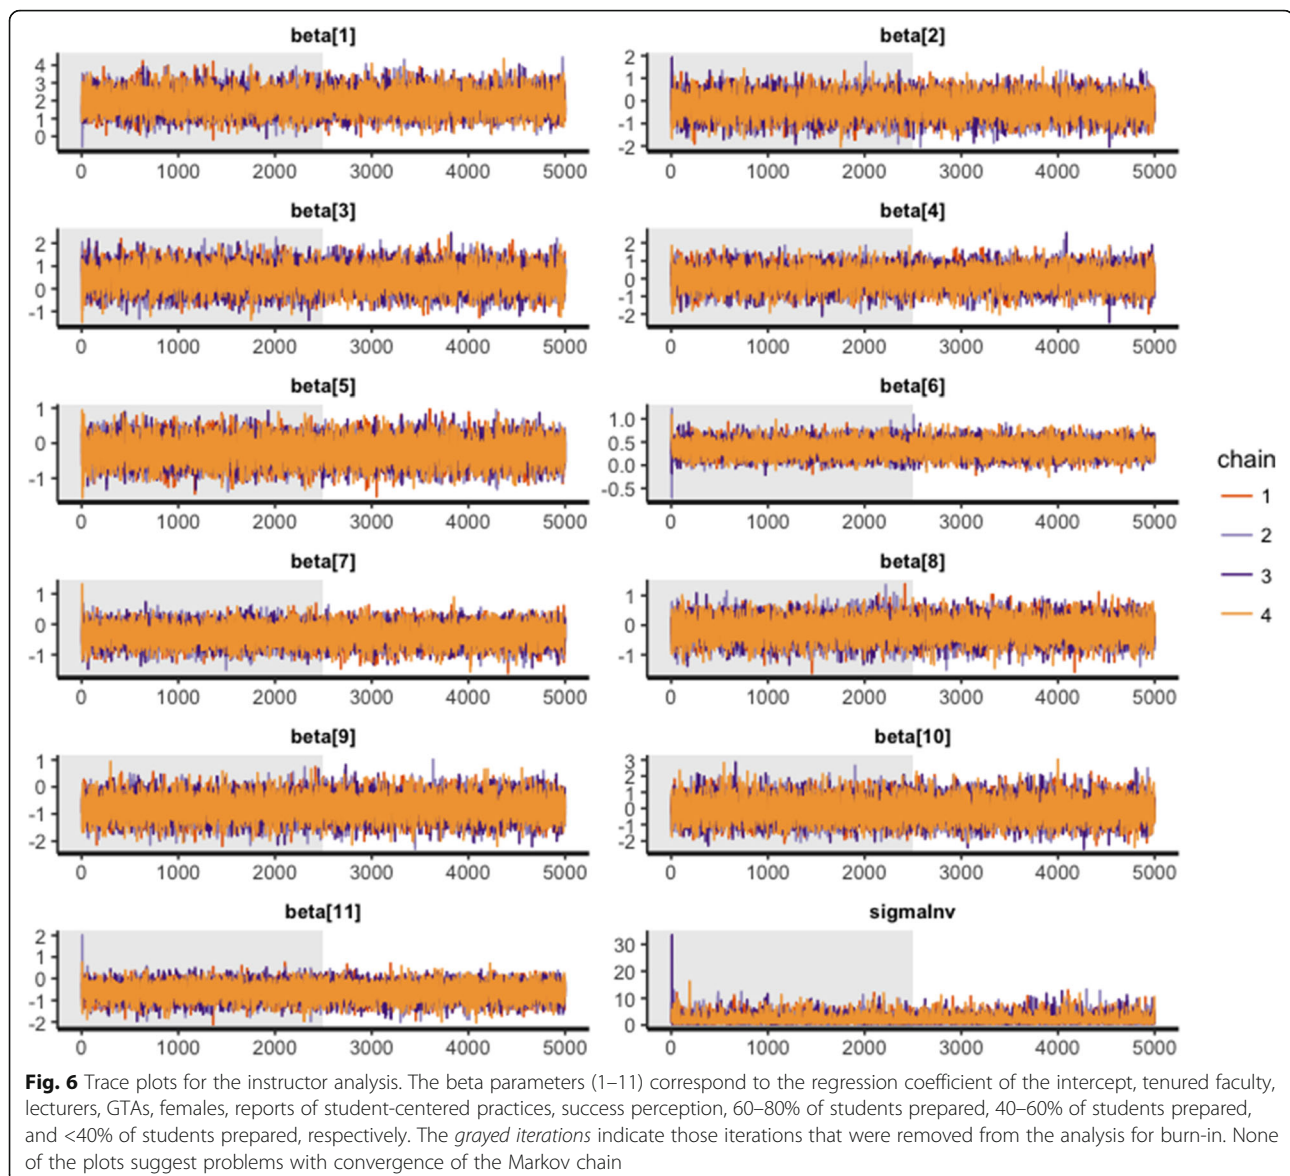 beta[1]
4
3
2
1
0
0 1000 2000 3000 4000 5000
beta[2]
2
1
0
-1
-2
0 1000 2000 3000 4000 5000
beta[3]
2
1
0
-1
0 1000 2000 3000 4000 5000
beta[4]
2
1
0
-1
-2
0 1000 2000 3000 4000 5000
beta[5]
1
0
-1
0 1000 2000 3000 4000 5000
beta[6]
1.0
0.5
0.0
-0.5
0 1000 2000 3000 4000 5000
beta[7]
1
0
-1
0 1000 2000 3000 4000 5000
beta[8]
1
0
-1
0 1000 2000 3000 4000 5000
beta[9]
1
0
-1
-2
0 1000 2000 3000 4000 5000
beta[10]
3
2
1
0
-1
-2
0 1000 2000 3000 4000 5000
beta[11]
2
1
0
-1
-2
0 1000 2000 3000 4000 5000
sigmaInv
30
20
10
0
0 1000 2000 3000 4000 5000
chain
1
2
3
4
Fig. 6 Trace plots for the instructor analysis. The beta parameters (1–11) correspond to the regression coefficient of the intercept, tenured faculty,
lecturers, GTAs, females, reports of student-centered practices, success perception, 60–80% of students prepared, 40–60% of students prepared,
and <40% of students prepared, respectively. The grayed iterations indicate those iterations that were removed from the analysis for burn-in. None
of the plots suggest problems with convergence of the Markov chain